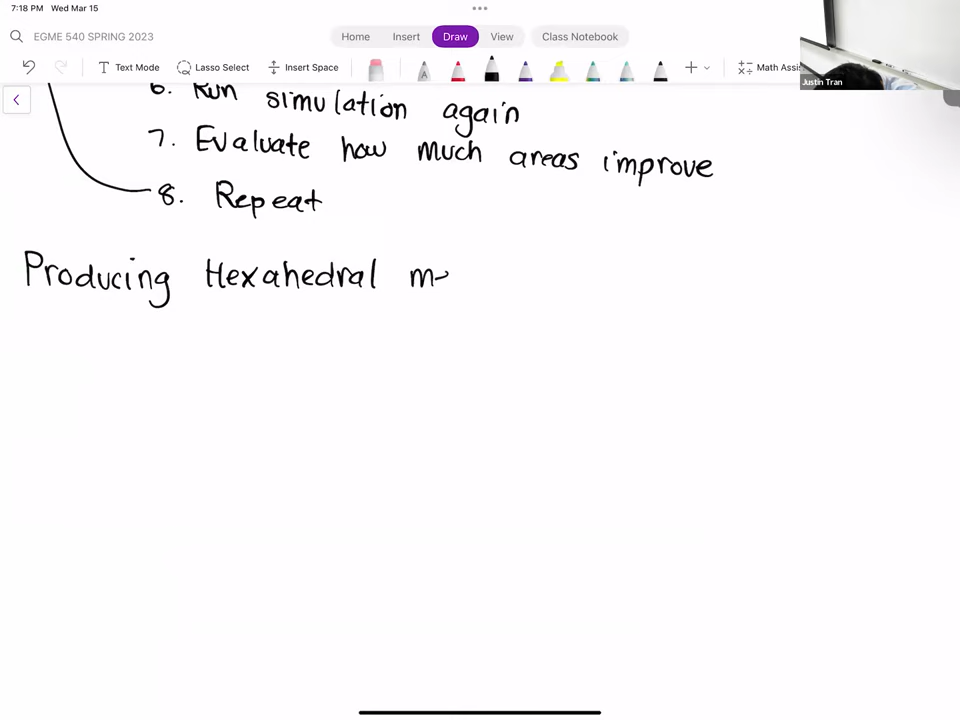 7:18 PM Wed Mar 15
EGME 540 SPRING 2023
Home Insert Draw View Class Notebook
Text Mode Lasso Select Insert Space Math Assis
Justin Tran
6. Run simulation again
7. Evaluate how much areas improve
8. Repeat
Producing Hexahedral m